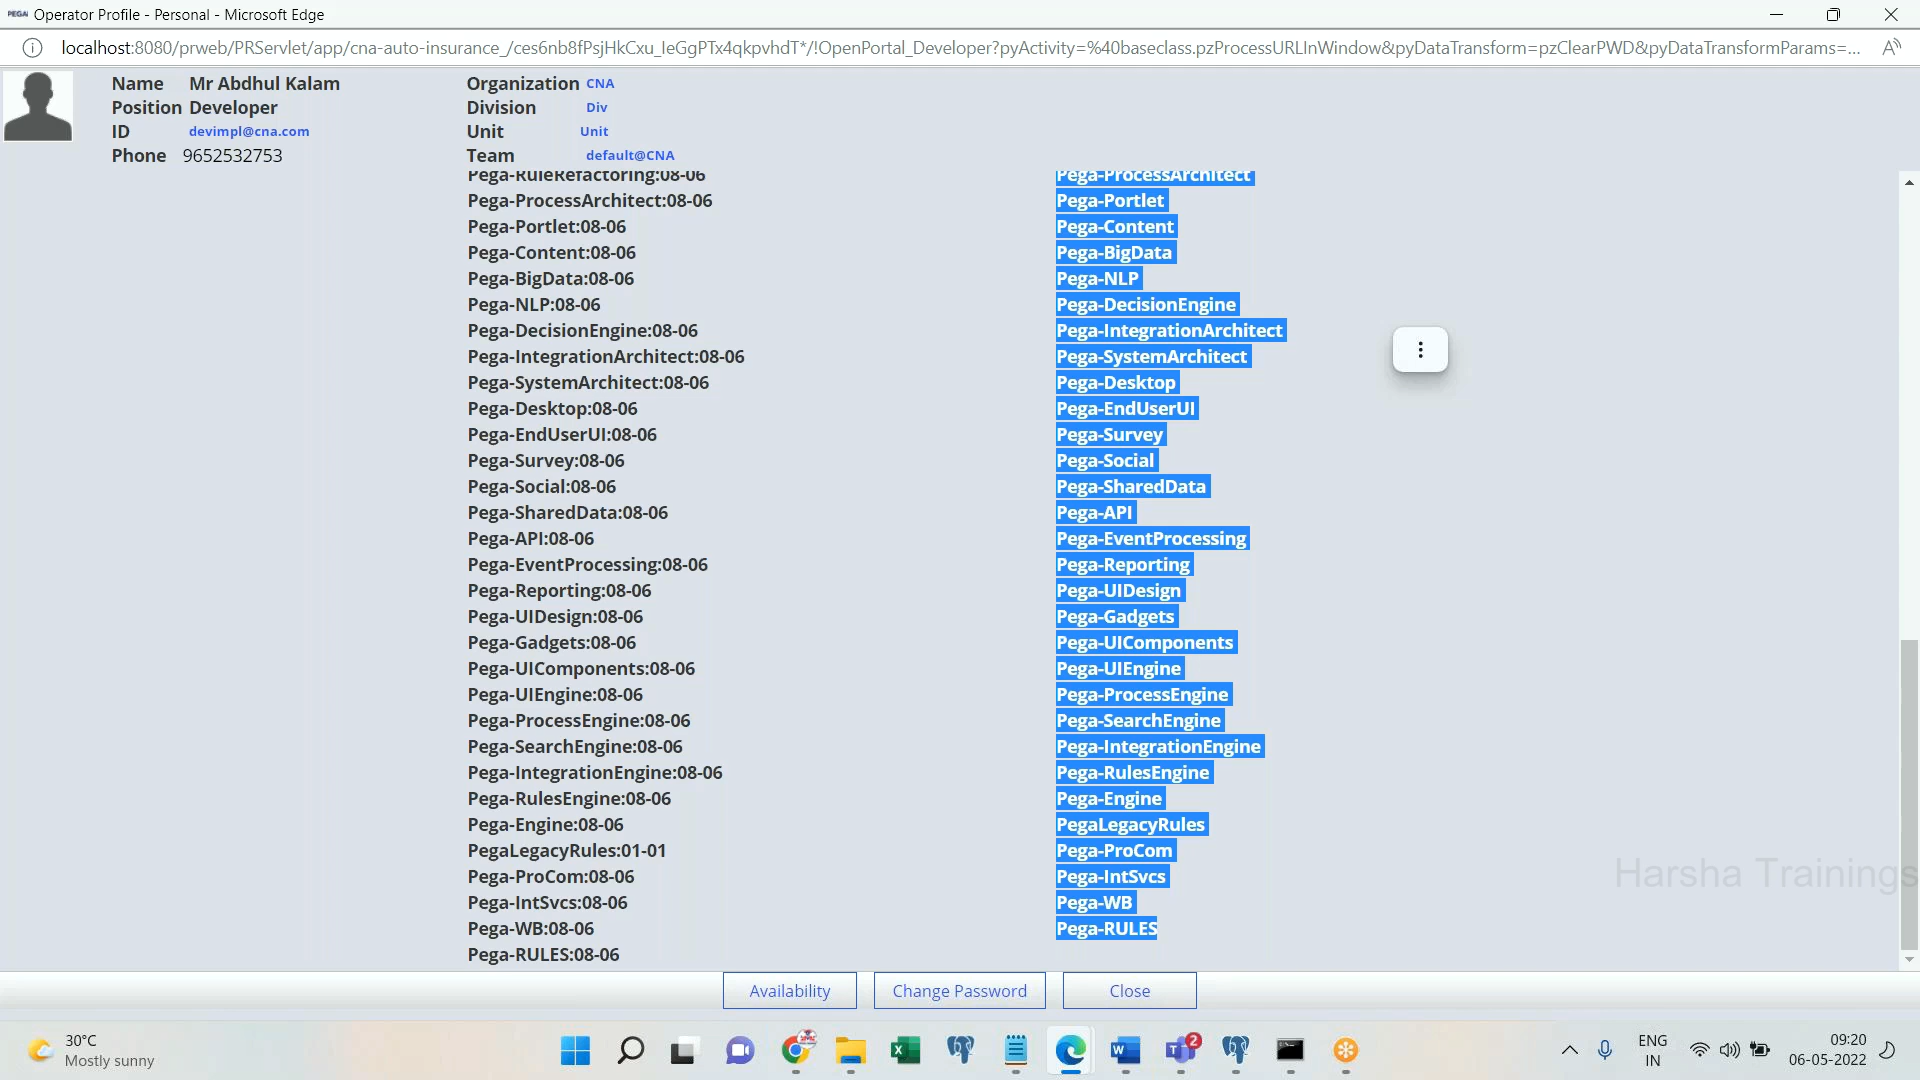 PEGA Operator Profile - Personal - Microsoft Edge
localhost:8080/prweb/PRServlet/app/cna-auto-insurance_/ces6nb8fPsjHkCxu_IeGgPTx4qkpvhdT*/!OpenPortal_Developer?pyActivity=%40baseclass.pzProcessURLInWindow&pyDataTransform=pzClearPWD&pyDataTransformParams=...
Name Mr Abdhul Kalam Organization CNA
Position Developer Division Div
ID devimpl@cna.com Unit Unit
Phone 9652532753 Team default@CNA
Pega-RuleRefactoring:08-06 Pega-ProcessArchitect
Pega-ProcessArchitect:08-06 Pega-Portlet
Pega-Portlet:08-06 Pega-Content
Pega-Content:08-06 Pega-BigData
Pega-BigData:08-06 Pega-NLP
Pega-NLP:08-06 Pega-DecisionEngine
Pega-DecisionEngine:08-06 Pega-IntegrationArchitect
Pega-IntegrationArchitect:08-06 Pega-SystemArchitect
Pega-SystemArchitect:08-06 Pega-Desktop
Pega-Desktop:08-06 Pega-EndUserUI
Pega-EndUserUI:08-06 Pega-Survey
Pega-Survey:08-06 Pega-Social
Pega-Social:08-06 Pega-SharedData
Pega-SharedData:08-06 Pega-API
Pega-API:08-06 Pega-EventProcessing
Pega-EventProcessing:08-06 Pega-Reporting
Pega-Reporting:08-06 Pega-UIDesign
Pega-UIDesign:08-06 Pega-Gadgets
Pega-Gadgets:08-06 Pega-UIComponents
Pega-UIComponents:08-06 Pega-UIEngine
Pega-UIEngine:08-06 Pega-ProcessEngine
Pega-ProcessEngine:08-06 Pega-SearchEngine
Pega-SearchEngine:08-06 Pega-IntegrationEngine
Pega-IntegrationEngine:08-06 Pega-RulesEngine
Pega-RulesEngine:08-06 Pega-Engine
Pega-Engine:08-06 PegaLegacyRules
PegaLegacyRules:01-01 Pega-ProCom
Pega-ProCom:08-06 Pega-IntSvcs
Pega-IntSvcs:08-06 Pega-WB
Pega-WB:08-06 Pega-RULES
Pega-RULES:08-06
Harsha Trainings
Availability Change Password Close
30°C
Mostly sunny
2
ENG
IN
09:20
06-05-2022